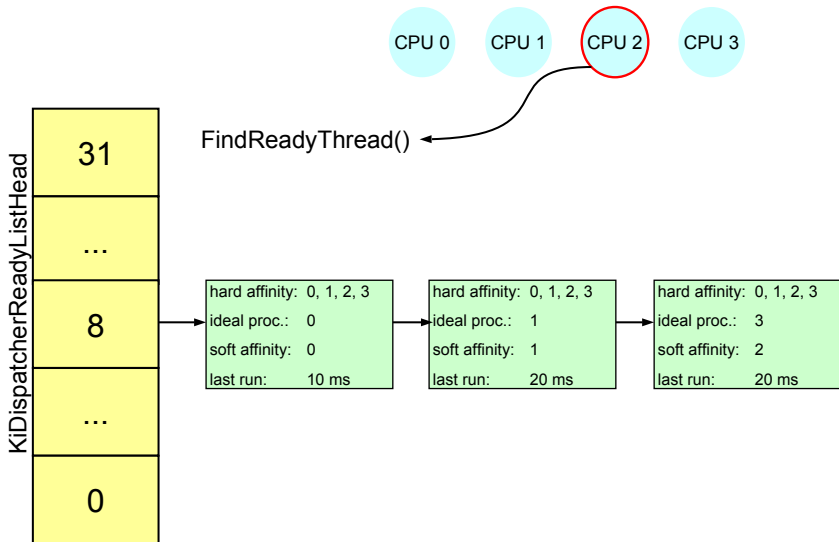 CPU 0 CPU 1 CPU 2 CPU 3
FindReadyThread()
KiDispatcherReadyListHead
31
...
8
...
0
hard affinity: 0, 1, 2, 3
ideal proc.: 0
soft affinity: 0
last run: 10 ms
hard affinity: 0, 1, 2, 3
ideal proc.: 1
soft affinity: 1
last run: 20 ms
hard affinity: 0, 1, 2, 3
ideal proc.: 3
soft affinity: 2
last run: 20 ms